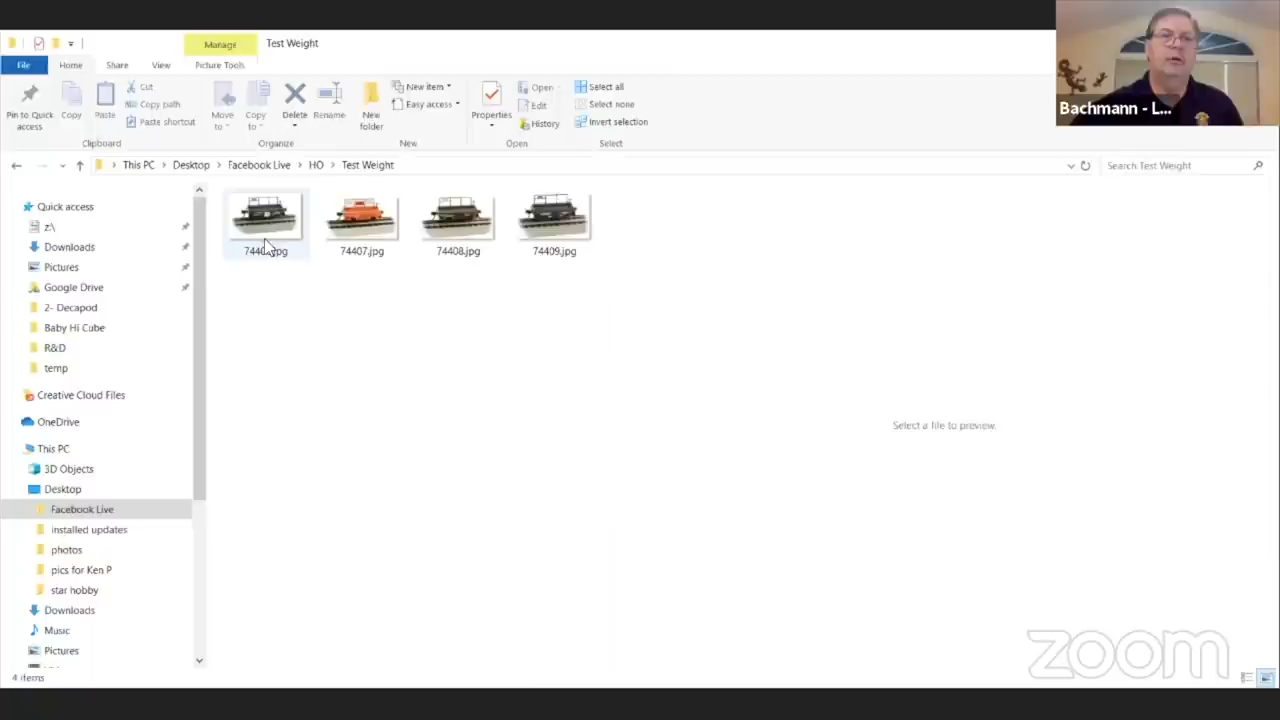 Manage
Test Weight
File
Home
Share
View
Picture Tools
Pin to Quick access
Copy
Paste
Cut
Copy path
Paste shortcut
Clipboard
Move to
Copy to
Delete
Rename
Organize
New folder
New item
Easy access
New
Properties
Open
Edit
History
Open
Select all
Select none
Invert selection
Select
Bachmann - L...
This PC > Desktop > Facebook Live > HO > Test Weight
Search Test Weight
Quick access
z:\
Downloads
Pictures
Google Drive
2- Decapod
Baby Hi Cube
R&D
temp
Creative Cloud Files
OneDrive
This PC
3D Objects
Desktop
Facebook Live
installed updates
photos
pics for Ken P
star hobby
Downloads
Music
Pictures
74407.jpg
74408.jpg
74409.jpg
Select a file to preview.
4 items
zoom